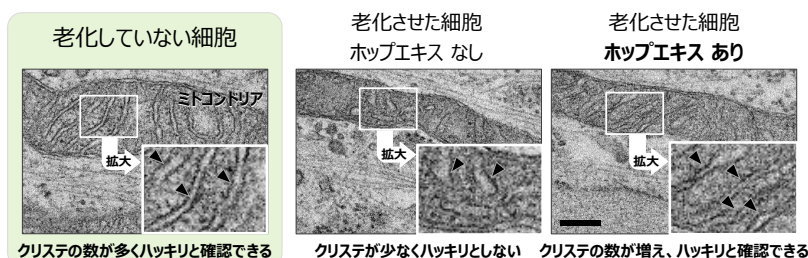 老化していない細胞
ミトコンドリア
拡大
クリステの数が多くハッキリと確認できる
老化させた細胞
ホップエキス なし
拡大
クリステが少なくハッキリとしない
老化させた細胞
ホップエキス あり
拡大
クリステの数が増え、ハッキリと確認できる